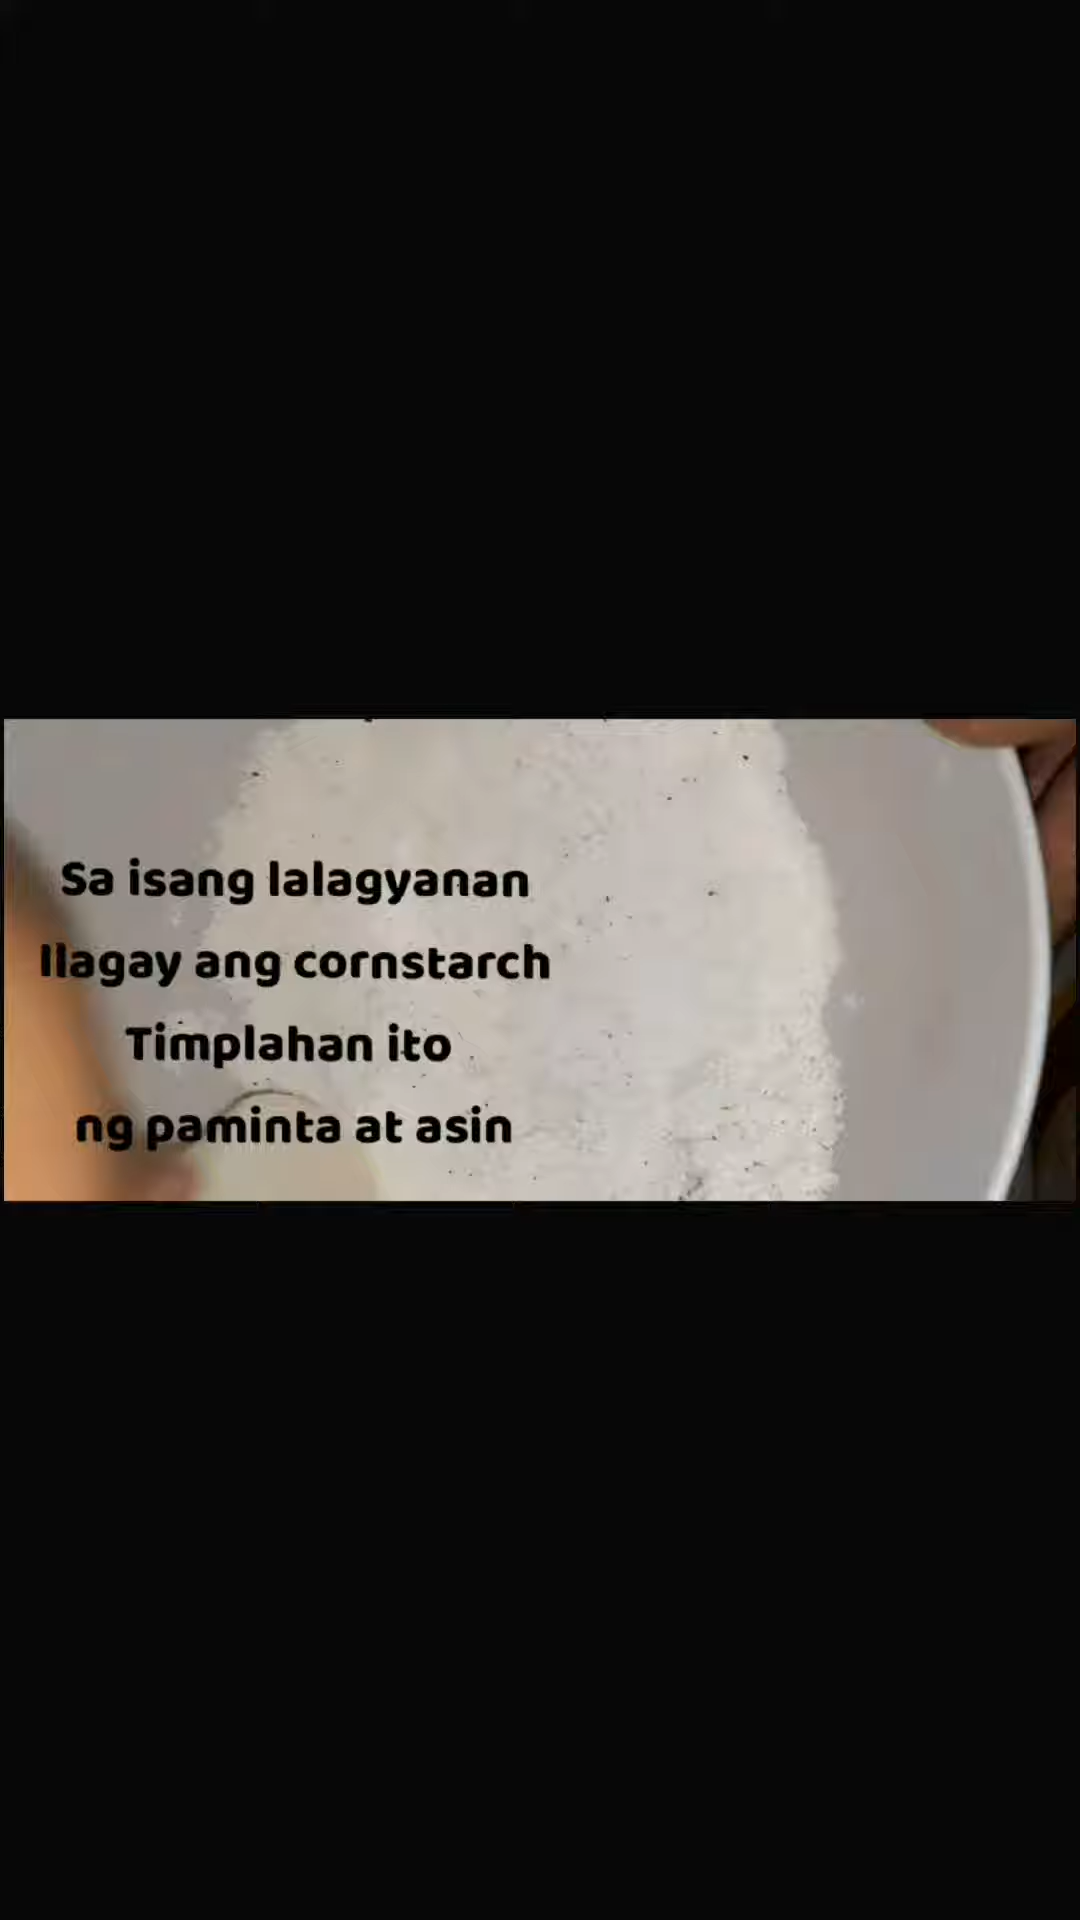 Sa isang lalagyanan
Ilagay ang cornstarch
Timplahan ito
ng paminta at asin